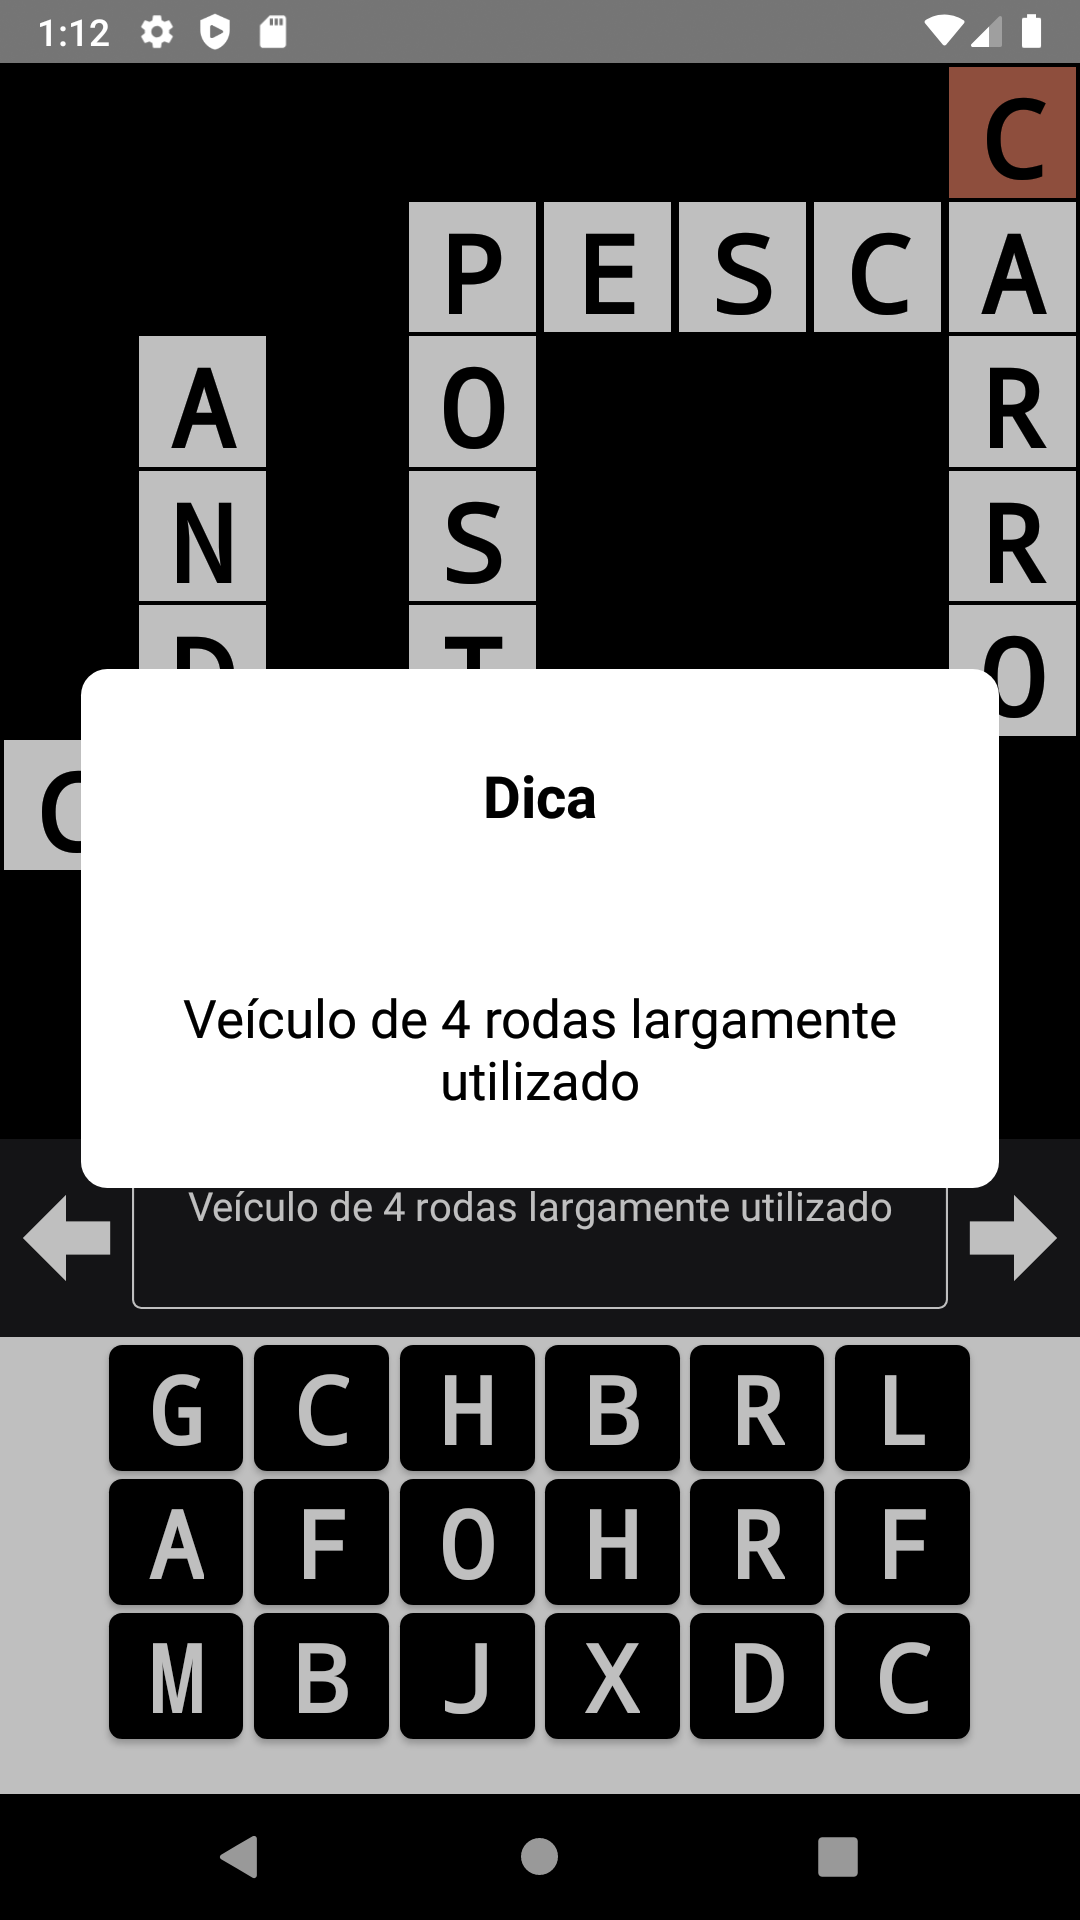 1:12
C
P E S C A
A O R
N S R
D T O
C
Dica
Veículo de 4 rodas largamente
utilizado
Veículo de 4 rodas largamente utilizado
G C H B R L
A F O H R F
M B J X D C